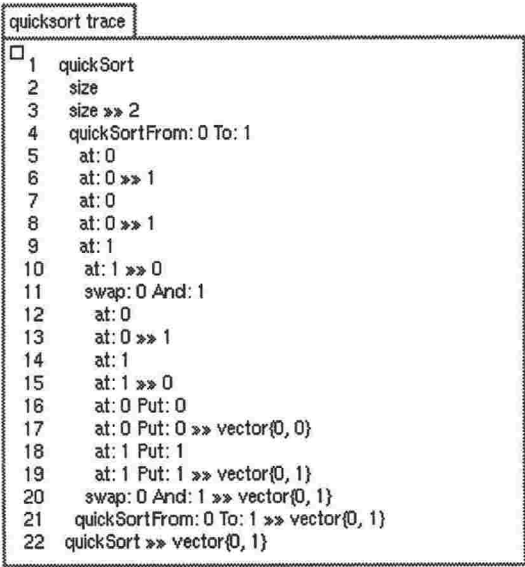 quicksort trace
1 quickSort
2 size
3 size »» 2
4 quickSortFrom: 0 To: 1
5 at: 0
6 at: 0 »» 1
7 at: 0
8 at: 0 »» 1
9 at: 1
10 at: 1 »» 0
11 swap: 0 And: 1
12 at: 0
13 at: 0 »» 1
14 at: 1
15 at: 1 »» 0
16 at: 0 Put: 0
17 at: 0 Put: 0 »» vector{0, 0}
18 at: 1 Put: 1
19 at: 1 Put: 1 »» vector{0, 1}
20 swap: 0 And: 1 »» vector{0, 1}
21 quickSortFrom: 0 To: 1 »» vector{0, 1}
22 quickSort »» vector{0, 1}